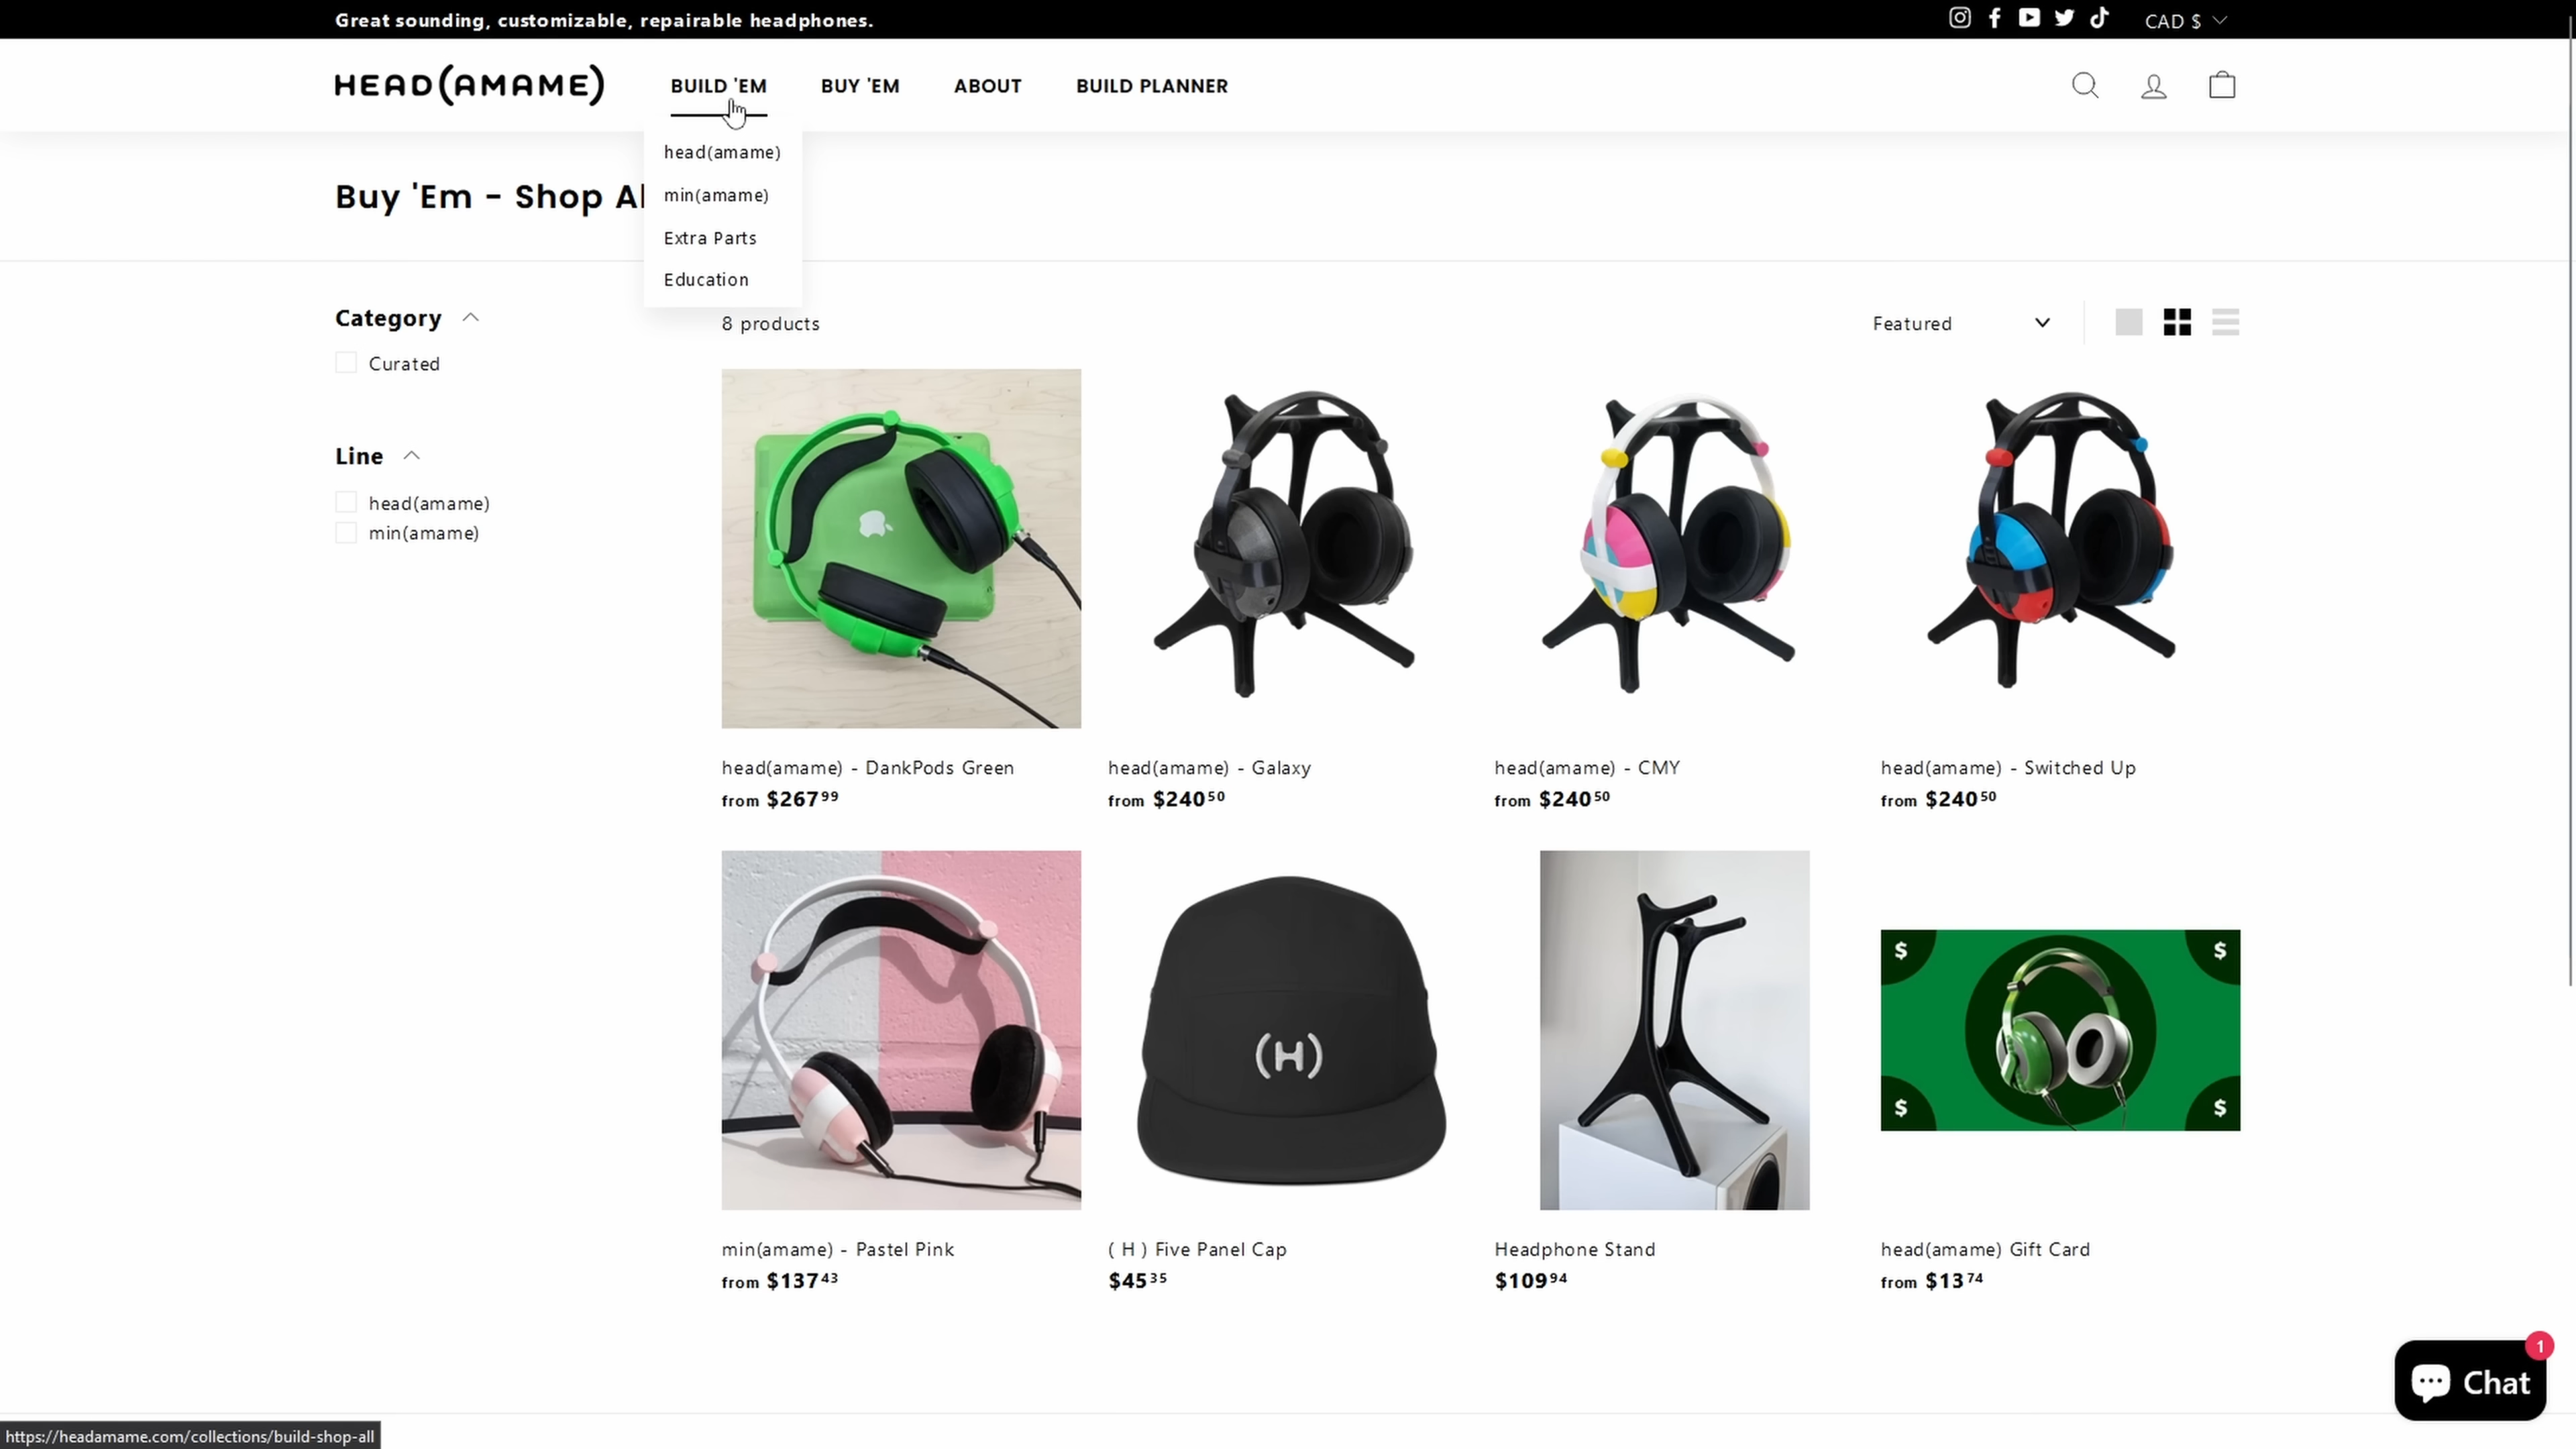 Great sounding, customizable, repairable headphones.
CAD $
HEAD(AMAME)
BUILD 'EM
BUY 'EM
ABOUT
BUILD PLANNER
head(amame)
min(amame)
Extra Parts
Education
Buy 'Em - Shop Al
Category
Curated
Line
head(amame)
min(amame)
8 products
Featured
head(amame) - DankPods Green
from $267.99
head(amame) - Galaxy
from $240.50
head(amame) - CMY
from $240.50
head(amame) - Switched Up
from $240.50
(H)
$ $
$ $
min(amame) - Pastel Pink
from $137.43
( H ) Five Panel Cap
$45.35
Headphone Stand
$109.94
head(amame) Gift Card
from $13.74
1
Chat
https://headamame.com/collections/build-shop-all